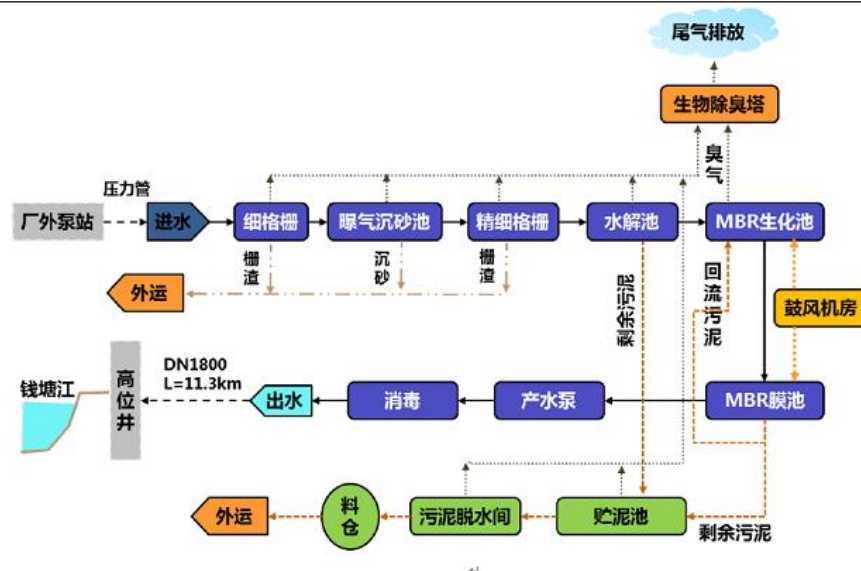 尾气排放
生物除臭塔
臭气
压力管
厂外泵站
进水
细格栅
曝气沉砂池
精细格栅
水解池
MBR生化池
栅渣
沉砂
栅渣
外运
剩余污泥
回流污泥
鼓风机房
钱塘江
高位井
DN1800
L=11.3km
出水
消毒
产水泵
MBR膜池
外运
料仓
污泥脱水间
贮泥池
剩余污泥